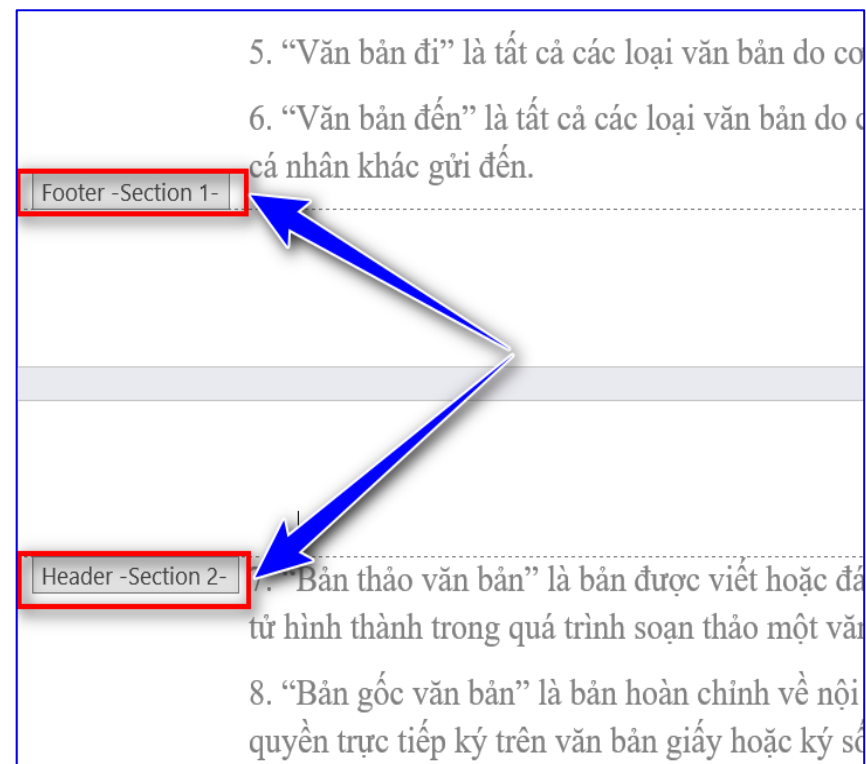 5. “Văn bản đi” là tất cả các loại văn bản do cơ
6. “Văn bản đến” là tất cả các loại văn bản do
cá nhân khác gửi đến.
Footer -Section 1-
Header -Section 2-
7. “Bản thảo văn bản” là bản được viết hoặc đá
tử hình thành trong quá trình soạn thảo một văn
8. “Bản gốc văn bản” là bản hoàn chỉnh về nội
quyền trực tiếp ký trên văn bản giấy hoặc ký số